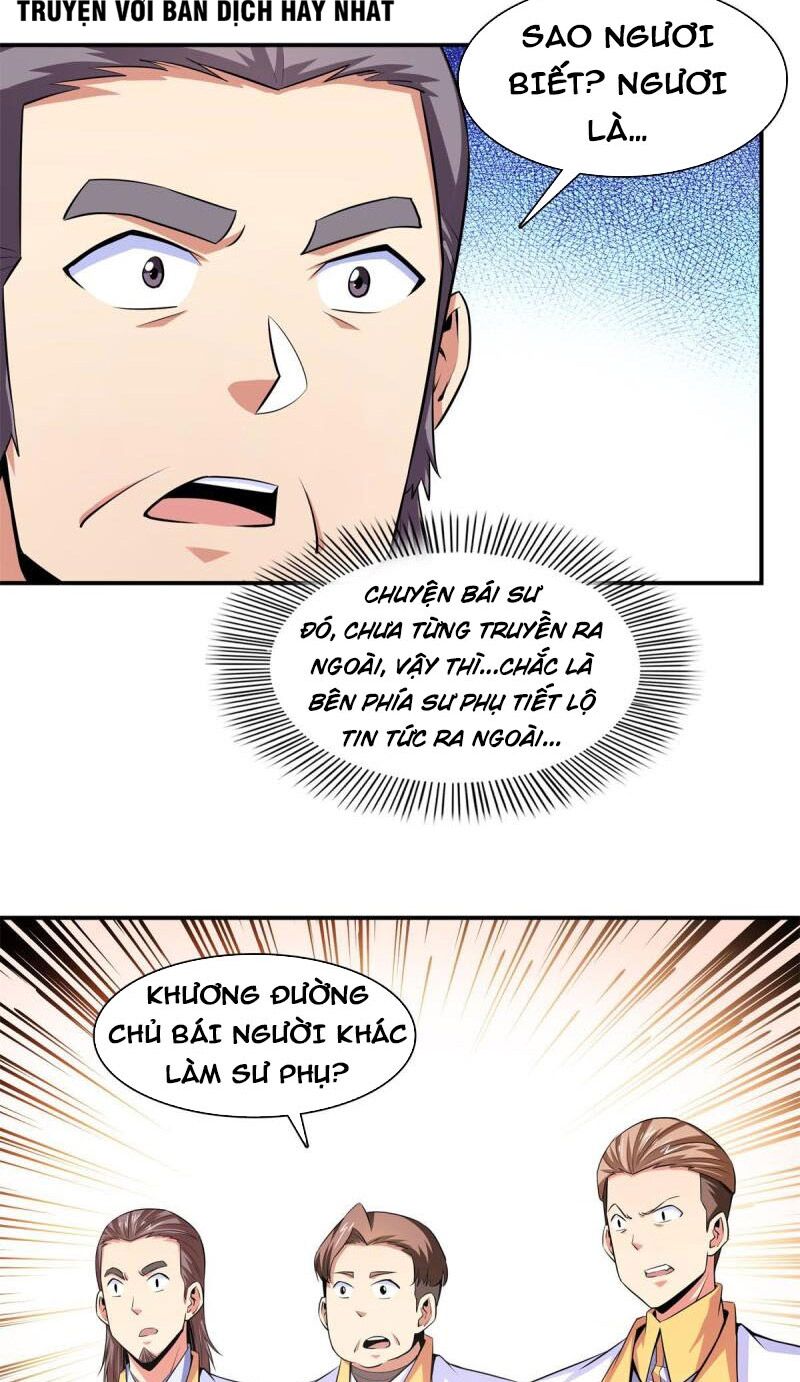 TRUYỆN VỚI BẢN DỊCH HAY NHẤT
SAO NGƯƠI
BIẾT? NGƯƠI
LÀ...
CHUYỆN BÁI SƯ
ĐÓ, CHƯA TỪNG TRUYỀN RA
NGOÀI, VẬY THÌ...CHẮC LÀ
BÊN PHÍA SƯ PHỤ TIẾT LỘ
TIN TỨC RA NGOÀI...
KHƯƠNG ĐƯỜNG
CHỦ BÁI NGƯỜI KHÁC
LÀM SƯ PHỤ?